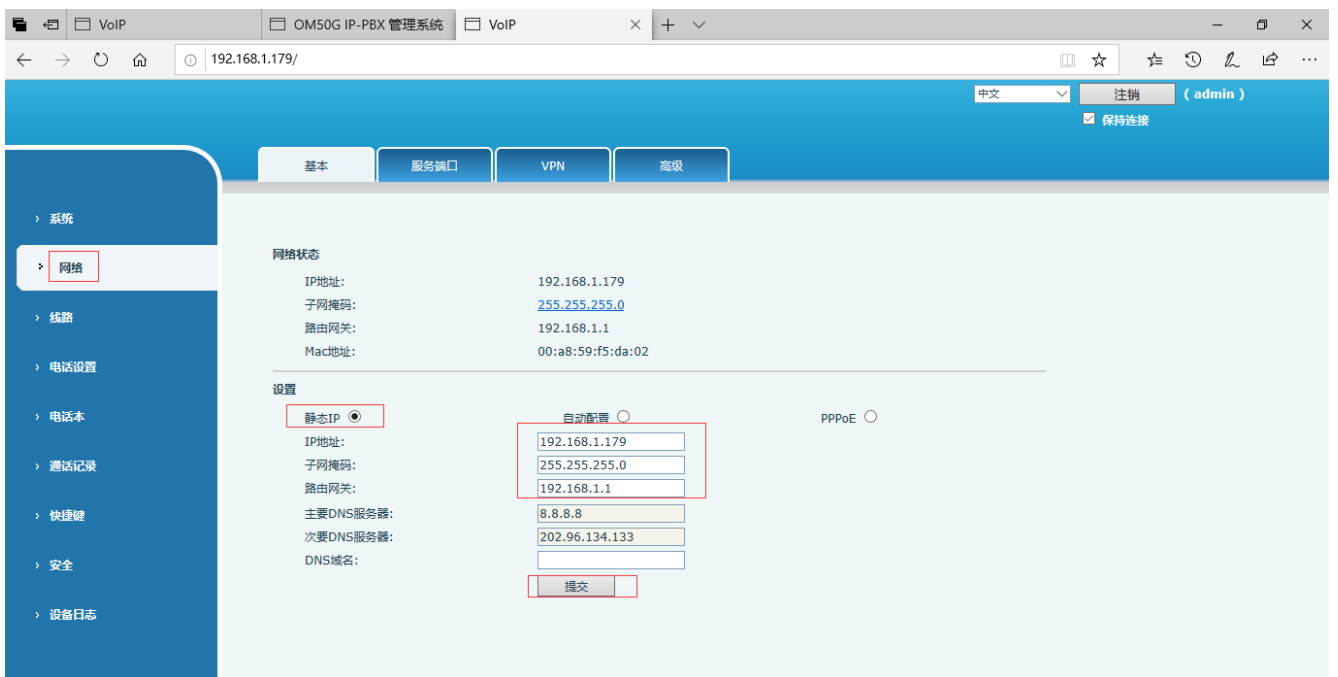 VoIP
OM50G IP-PBX 管理系统
VoIP
192.168.1.179/
中文
注销
( admin )
保持连接
基本
服务端口
VPN
高级
系统
网络
线路
电话设置
电话本
通话记录
快捷键
安全
设备日志
网络状态
IP地址: 192.168.1.179
子网掩码: 255.255.255.0
路由网关: 192.168.1.1
Mac地址: 00:a8:59:f5:da:02
设置
静态IP 自动配置 PPPoE
IP地址: 192.168.1.179
子网掩码: 255.255.255.0
路由网关: 192.168.1.1
主要DNS服务器: 8.8.8.8
次要DNS服务器: 202.96.134.133
DNS域名:
提交